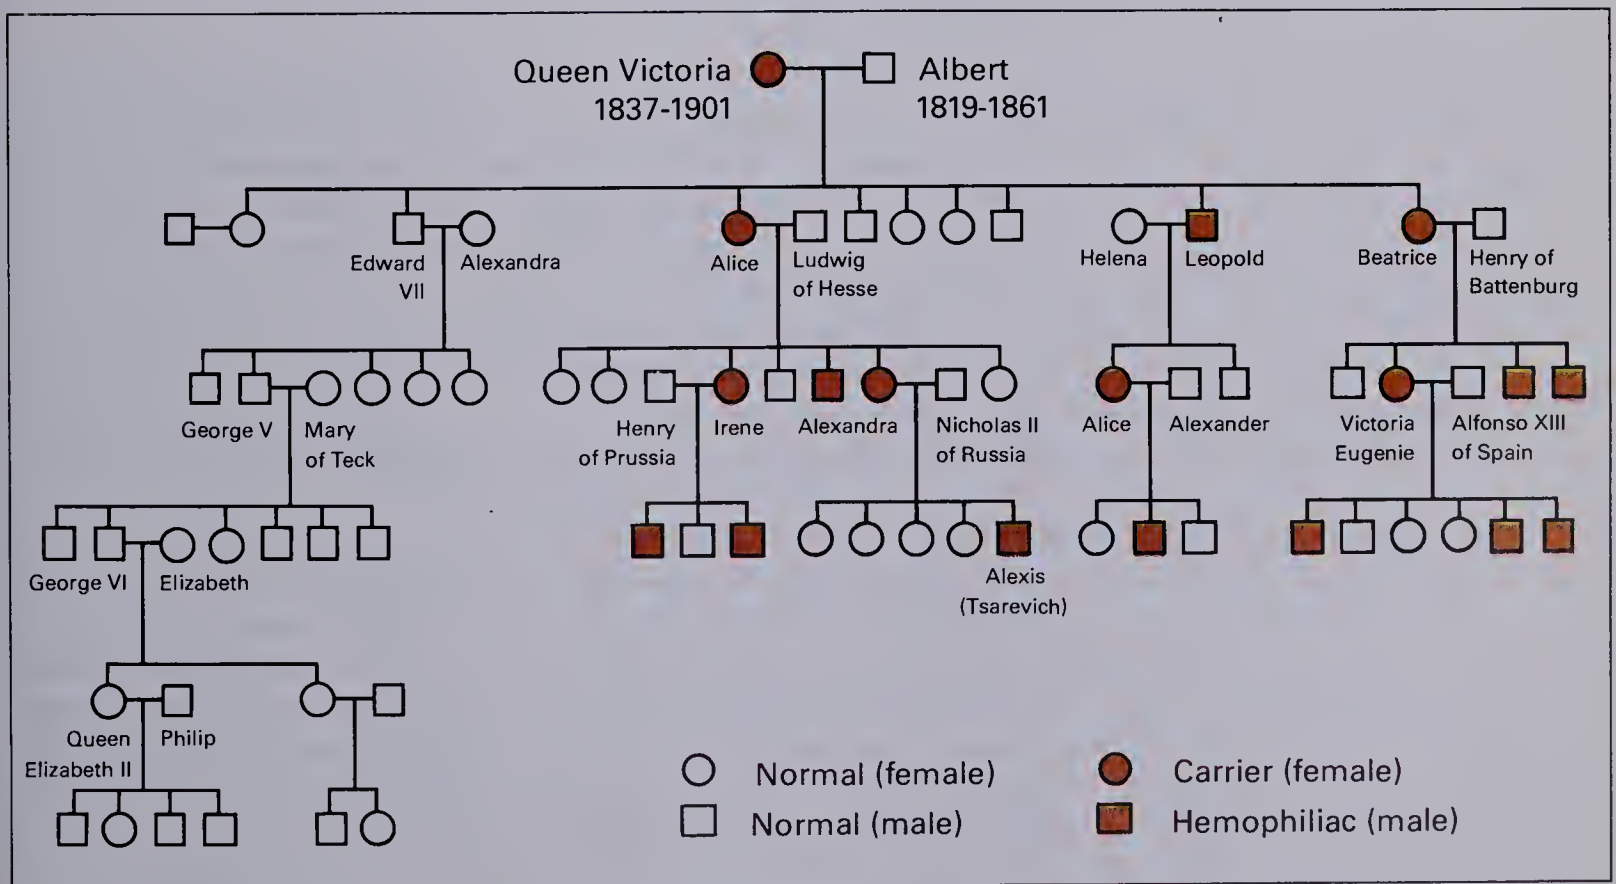 Queen Victoria
1837-1901
Albert
1819-1861
Edward
VII
Alexandra
Alice
Ludwig
of Hesse
Helena
Leopold
Beatrice
Henry of
Battenburg
George V
Mary
of Teck
Henry
of Prussia
Irene
Alexandra
Nicholas II
of Russia
Alice
Alexander
Victoria
Eugenie
Alfonso XIII
of Spain
George VI
Elizabeth
Alexis
(Tsarevich)
Queen
Elizabeth II
Philip
Normal (female)
Normal (male)
Carrier (female)
Hemophiliac (male)